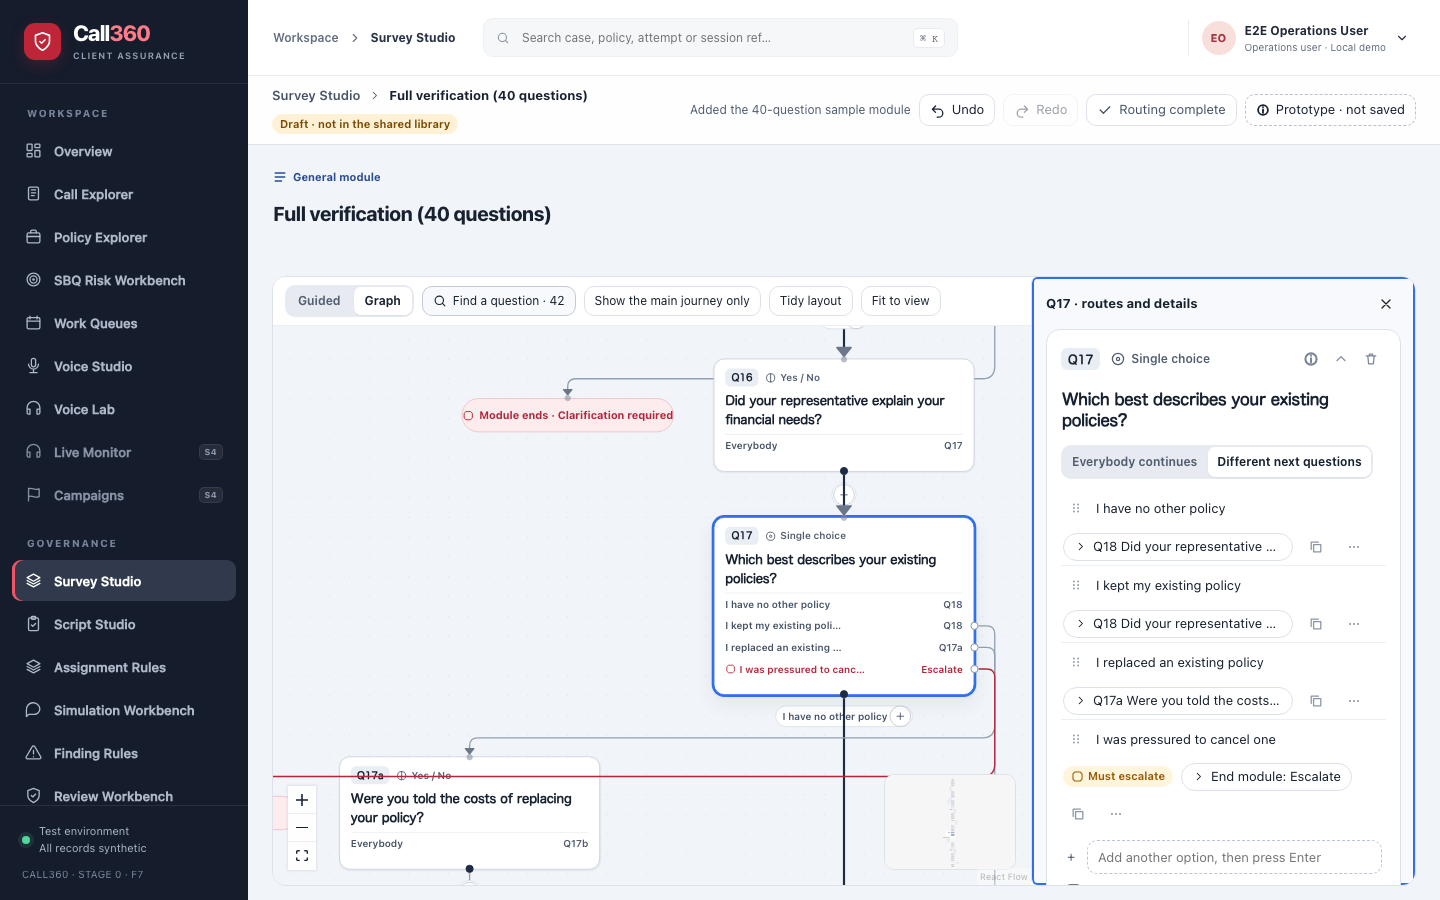 Call360
CLIENT ASSURANCE
WORKSPACE
Overview
Call Explorer
Policy Explorer
SBQ Risk Workbench
Work Queues
Voice Studio
Voice Lab
Live Monitor S4
Campaigns S4
GOVERNANCE
Survey Studio
Script Studio
Assignment Rules
Simulation Workbench
Finding Rules
Review Workbench
Test environment
All records synthetic
CALL360 · STAGE 0 · F7
Workspace > Survey Studio
Search case, policy, attempt or session ref...
⌘ K
EO
E2E Operations User
Operations user · Local demo
Survey Studio > Full verification (40 questions)
Draft · not in the shared library
Added the 40-question sample module
Undo
Redo
Routing complete
Prototype · not saved
General module
Full verification (40 questions)
Guided
Graph
Find a question · 42
Show the main journey only
Tidy layout
Fit to view
Module ends · Clarification required
Q16 Yes / No
Did your representative explain your
financial needs?
Everybody Q17
Q17 Single choice
Which best describes your existing
policies?
I have no other policy Q18
I kept my existing poli... Q18
I replaced an existing ... Q17a
I was pressured to canc... Escalate
I have no other policy +
Q17a Yes / No
Were you told the costs of replacing
your policy?
Everybody Q17b
React Flow
Q17 · routes and details
Q17 Single choice
Which best describes your existing
policies?
Everybody continues
Different next questions
I have no other policy
Q18 Did your representative ...
I kept my existing policy
Q18 Did your representative ...
I replaced an existing policy
Q17a Were you told the costs...
I was pressured to cancel one
Must escalate
End module: Escalate
+ Add another option, then press Enter